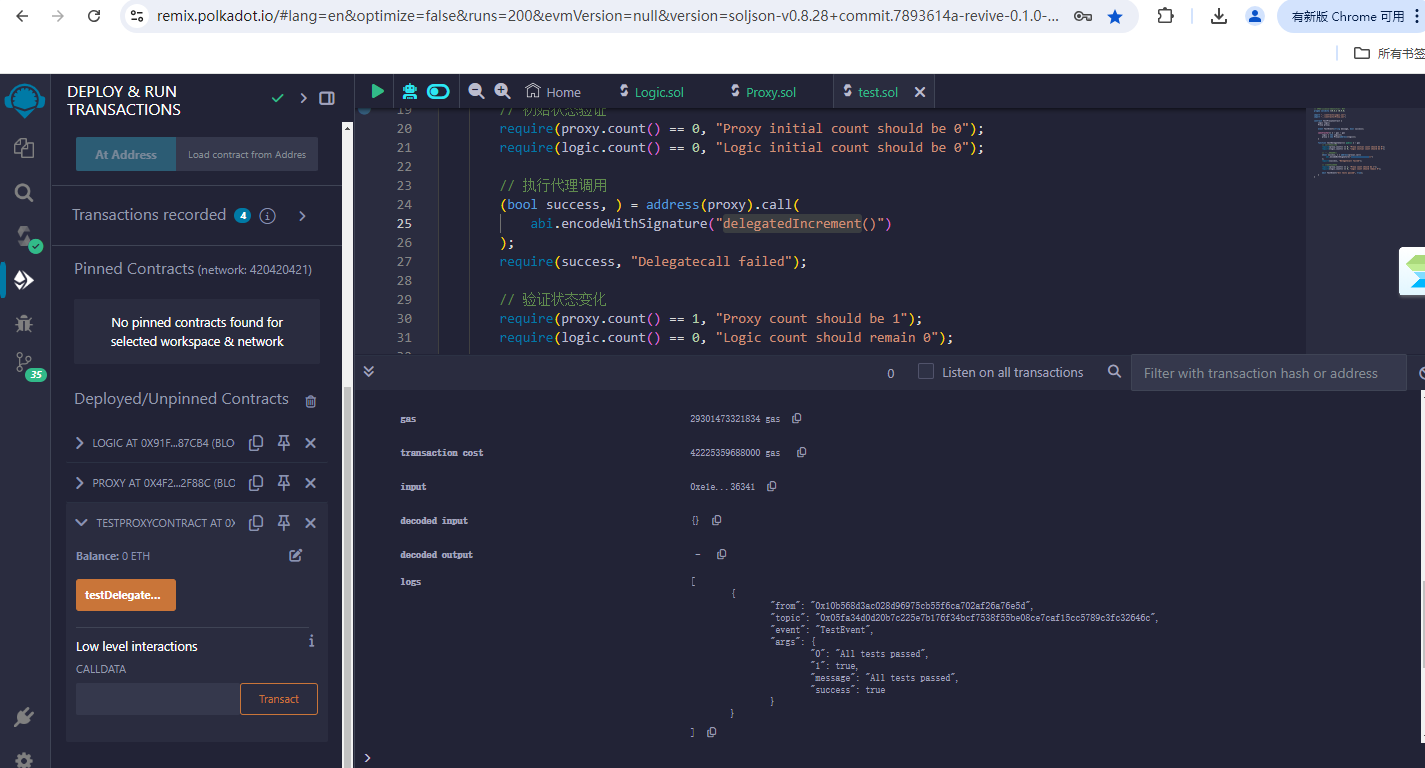 remix.polkadot.io/#lang=en&optimize=false&runs=200&evmVersion=null&version=soljson-v0.8.28+commit.7893614a-revive-0.1.0-...
有新版 Chrome 可用
所有书签
DEPLOY & RUN
TRANSACTIONS
At Address
Load contract from Addres
Transactions recorded 4 i
Pinned Contracts (network: 420420421)
No pinned contracts found for
selected workspace & network
35
Deployed/Unpinned Contracts
LOGIC AT 0X91F...87CB4 (BLO
PROXY AT 0X4F2...2F88C (BLO
TESTPROXYCONTRACT AT 0X
Balance: 0 ETH
testDelegate...
Low level interactions
i
CALLDATA
Transact
Home
Logic.sol
Proxy.sol
test.sol
19 // 初始状态验证
20 require(proxy.count() == 0, "Proxy initial count should be 0");
21 require(logic.count() == 0, "Logic initial count should be 0");
22
23 // 执行代理调用
24 (bool success, ) = address(proxy).call(
25 abi.encodeWithSignature("delegatedIncrement()")
26 );
27 require(success, "Delegatecall failed");
28
29 // 验证状态变化
30 require(proxy.count() == 1, "Proxy count should be 1");
31 require(logic.count() == 0, "Logic count should remain 0");
0
Listen on all transactions
Filter with transaction hash or address
gas 29301473321834 gas
transaction cost 42225359688000 gas
input 0xe1e...36341
decoded input {}
decoded output -
logs [
{
"from": "0x10b568d3ac028d96975cb55f6ca702af26a76e5d",
"topic": "0x05fa34d0d20b7c225e7b176f34bcf7538f55be08ce7caf15cc5789c3fc32646c",
"event": "TestEvent",
"args": {
"0": "All tests passed",
"1": true,
"message": "All tests passed",
"success": true
}
}
]
>